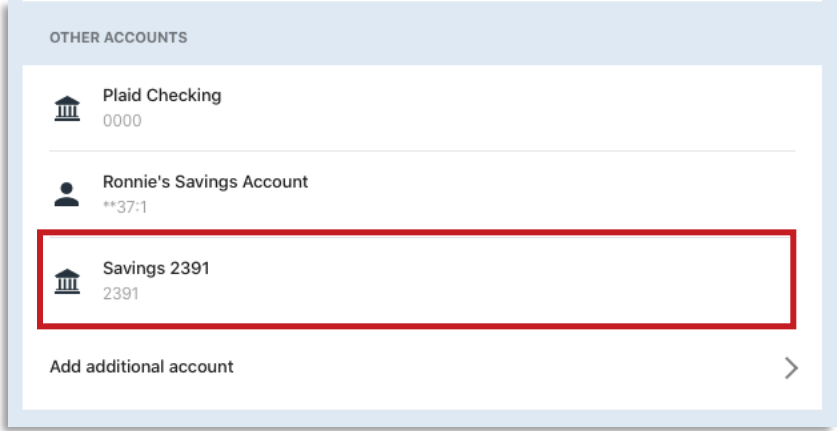 OTHER ACCOUNTS
Plaid Checking
0000
Ronnie's Savings Account
**37:1
Savings 2391
2391
Add additional account